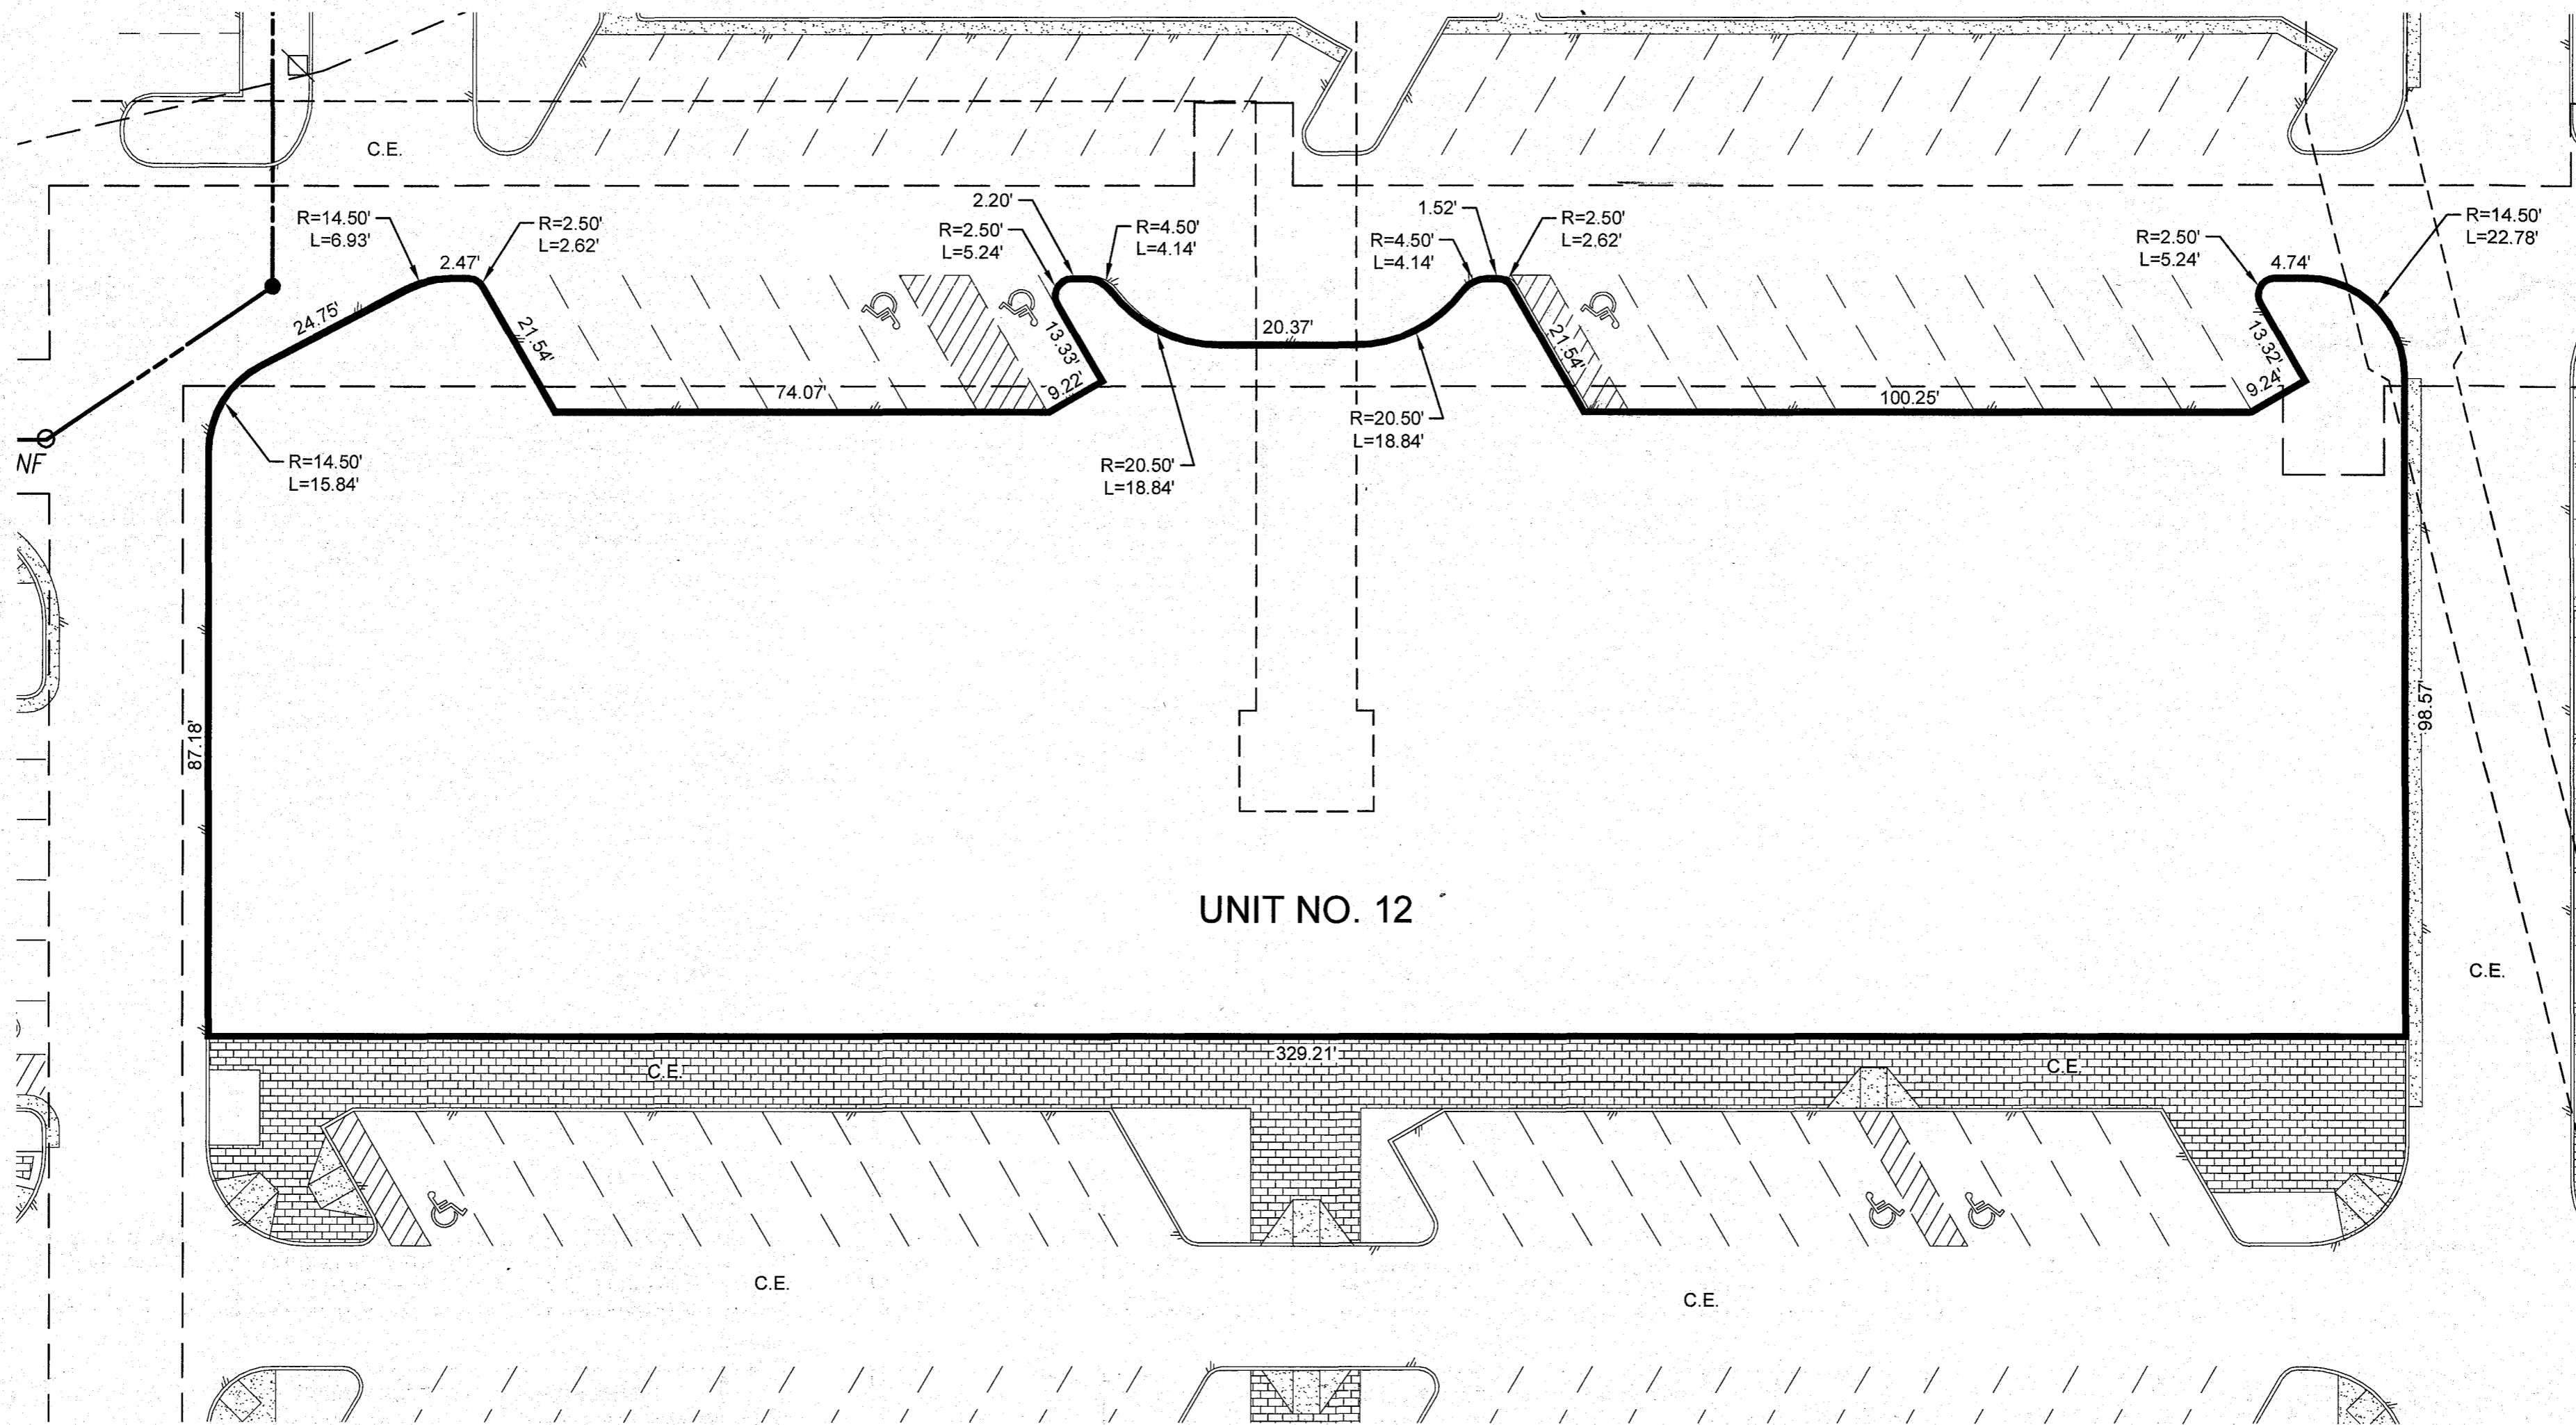 C.E.
R=14.50'
L=6.93'
2.47'
R=2.50'
L=2.62'
2.20'
R=2.50'
L=5.24'
R=4.50'
L=4.14'
1.52'
R=4.50'
L=4.14'
R=2.50'
L=2.62'
R=2.50'
L=5.24'
4.74'
R=14.50'
L=22.78'
24.75'
21.54'
13.33'
9.22'
20.37'
21.54'
13.32'
9.24'
74.07'
100.25'
NF
R=14.50'
L=15.84'
R=20.50'
L=18.84'
R=20.50'
L=18.84'
87.18'
98.57'
UNIT NO. 12
C.E.
329.21'
C.E.
C.E.
C.E.
C.E.